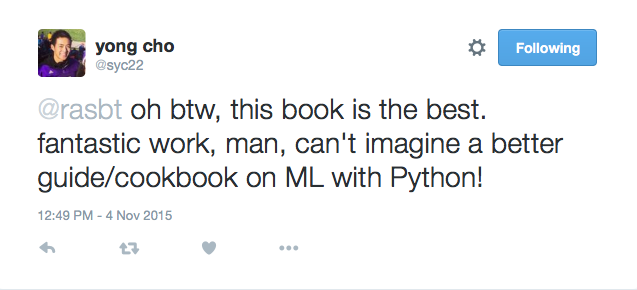 yong cho
@syc22
Following
@rasbt oh btw, this book is the best.
fantastic work, man, can't imagine a better
guide/cookbook on ML with Python!
12:49 PM - 4 Nov 2015